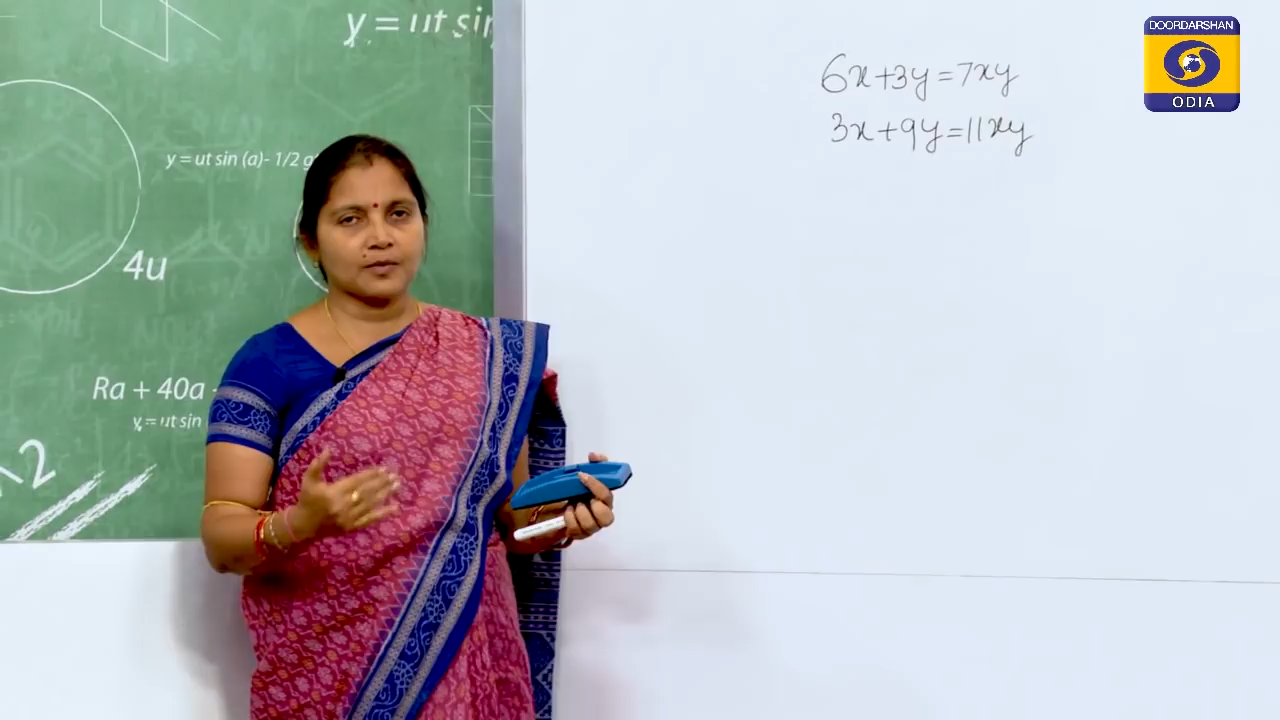 y = ut sin
y = ut sin (a)- 1/2 g
4u
Ra + 40a
y = ut sin
2
6x+3y=7xy
3x+9y=11xy
DOORDARSHAN
ODIA